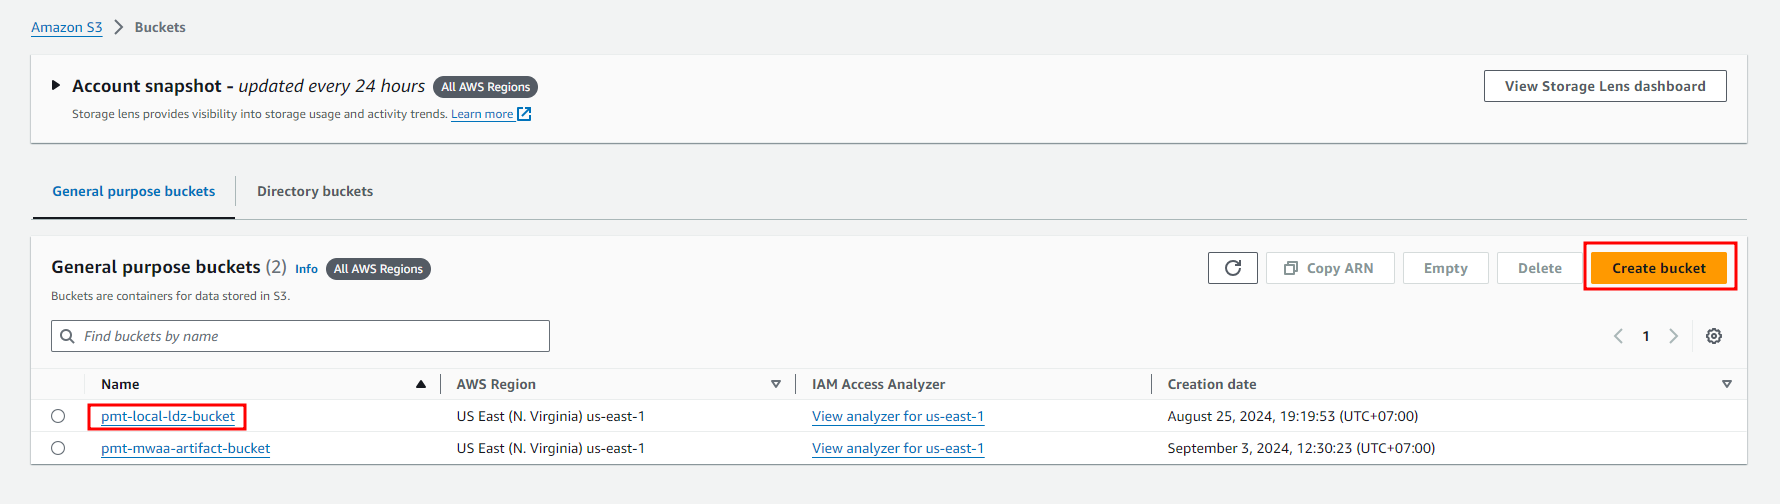 Amazon S3 > Buckets
Account snapshot - updated every 24 hours All AWS Regions
View Storage Lens dashboard
Storage lens provides visibility into storage usage and activity trends. Learn more
General purpose buckets Directory buckets
General purpose buckets (2) Info All AWS Regions
Copy ARN Empty Delete Create bucket
Buckets are containers for data stored in S3.
Find buckets by name
1
Name AWS Region IAM Access Analyzer Creation date
pmt-local-ldz-bucket US East (N. Virginia) us-east-1 View analyzer for us-east-1 August 25, 2024, 19:19:53 (UTC+07:00)
pmt-mwaa-artifact-bucket US East (N. Virginia) us-east-1 View analyzer for us-east-1 September 3, 2024, 12:30:23 (UTC+07:00)